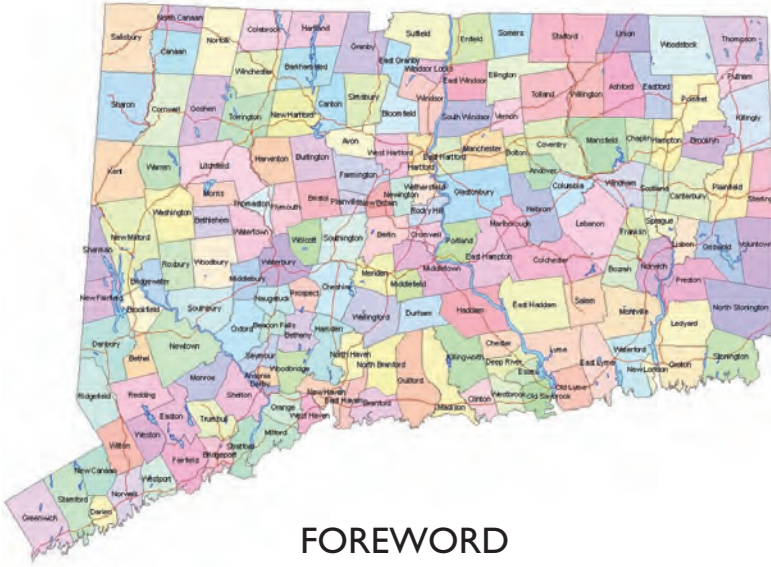 North Canaan
Colebrook
Hartland
Salisbury
Norfolk
Suffield
Enfield
Somers
Stafford
Union
Woodstock
Thompson
Canaan
Granby
East Granby
Winchester
Barkhamsted
Windsor Locks
Putnam
Sharon
Cornwall
Goshen
Torrington
New Hartford
Canton
Simsbury
Bloomfield
Windsor
East Windsor
Ellington
Tolland
Willington
Ashford
Eastford
Pomfret
Killingly
South Windsor
Vernon
Avon
West Hartford
Hartford
East Hartford
Manchester
Bolton
Coventry
Mansfield
Chaplin
Hampton
Brooklyn
Kent
Warren
Litchfield
Harwinton
Burlington
Farmington
Andover
Columbia
Windham
Scotland
Canterbury
Plainfield
Sterling
Morris
Washington
Bethlehem
Thomaston
Plymouth
Bristol
Plainville
New Britain
Newington
Wethersfield
Rocky Hill
Glastonbury
Hebron
Lebanon
Sprague
Franklin
Watertown
Wolcott
Southington
Berlin
Cromwell
Portland
Marlborough
East Hampton
Colchester
Bozrah
Norwich
Lisbon
Griswold
Voluntown
New Milford
Sherman
Roxbury
Woodbury
Waterbury
Middlebury
Bridgewater
Meriden
Middletown
Middlefield
Preston
New Fairfield
Brookfield
Southbury
Naugatuck
Prospect
Cheshire
Wallingford
Durham
Haddam
East Haddam
Salem
Montville
North Stonington
Ledyard
Danbury
Bethel
Newtown
Oxford
Beacon Falls
Bethany
Hamden
Seymour
Woodbridge
North Haven
North Branford
Killingworth
Chester
Deep River
Essex
Lyme
East Lyme
Waterford
New London
Groton
Stonington
Ridgefield
Redding
Monroe
Ansonia
Derby
Shelton
Orange
New Haven
East Haven
West Haven
Branford
Guilford
Madison
Clinton
Westbrook
Old Saybrook
Old Lyme
Easton
Trumbull
Milford
Wilton
Weston
Fairfield
Bridgeport
Stratford
New Canaan
Westport
Norwalk
Stamford
Darien
Greenwich
FOREWORD